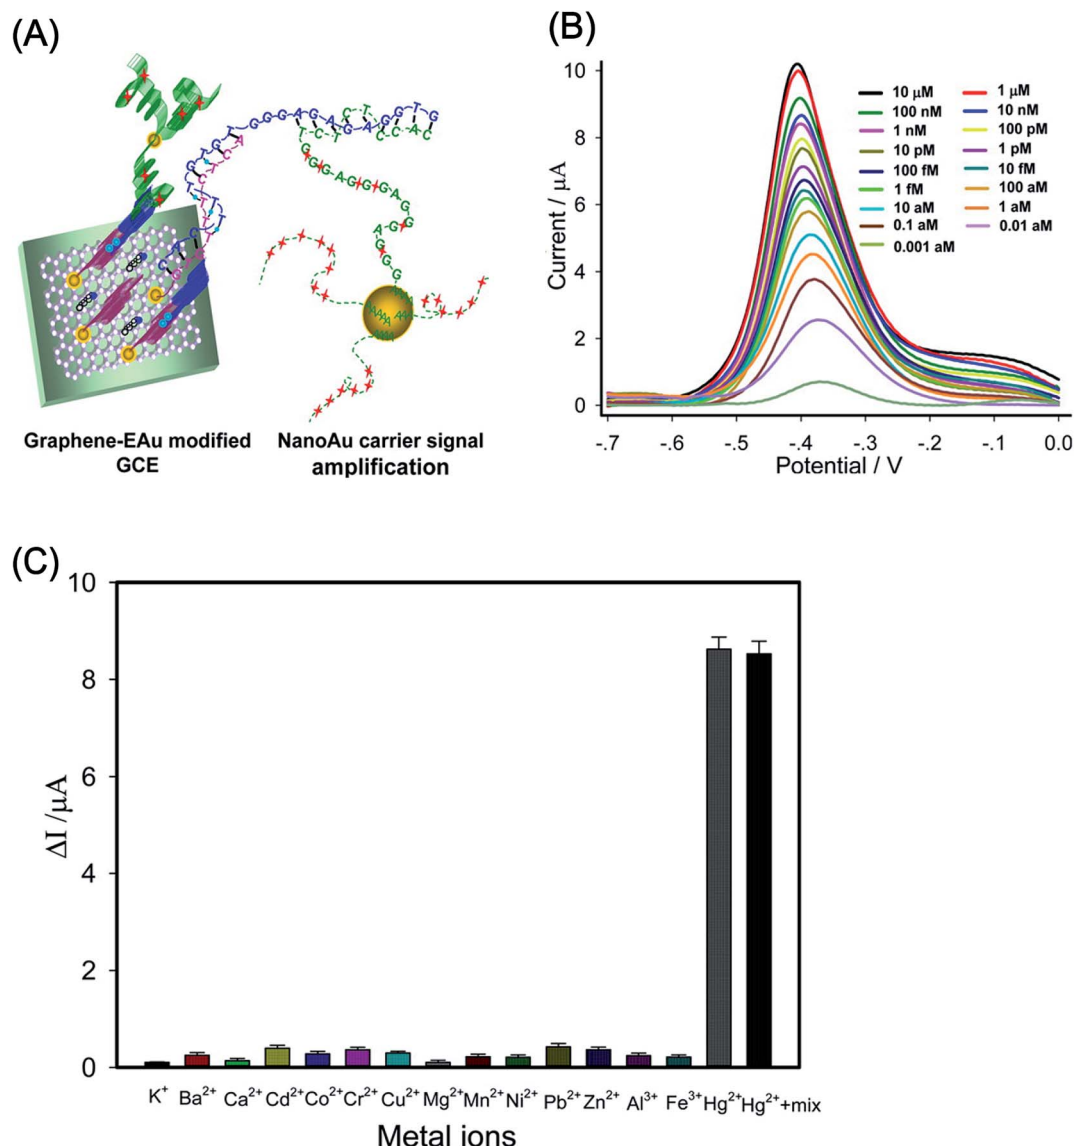 (A)
Graphene-EAu modified
GCE
NanoAu carrier signal
amplification
(B)
Current / µA
10
8
6
4
2
0
-.7 -.6 -.5 -.4 -.3 -.2 -.1 0.0
Potential / V
10 µM 1 µM
100 nM 10 nM
1 nM 100 pM
10 pM 1 pM
100 fM 10 fM
1 fM 100 aM
10 aM 1 aM
0.1 aM 0.01 aM
0.001 aM
(C)
ΔI /µA
10
8
6
4
2
0
K⁺ Ba²⁺ Ca²⁺ Cd²⁺ Co²⁺ Cr²⁺ Cu²⁺ Mg²⁺ Mn²⁺ Ni²⁺ Pb²⁺ Zn²⁺ Al³⁺ Fe³⁺ Hg²⁺ Hg²⁺+mix
Metal ions